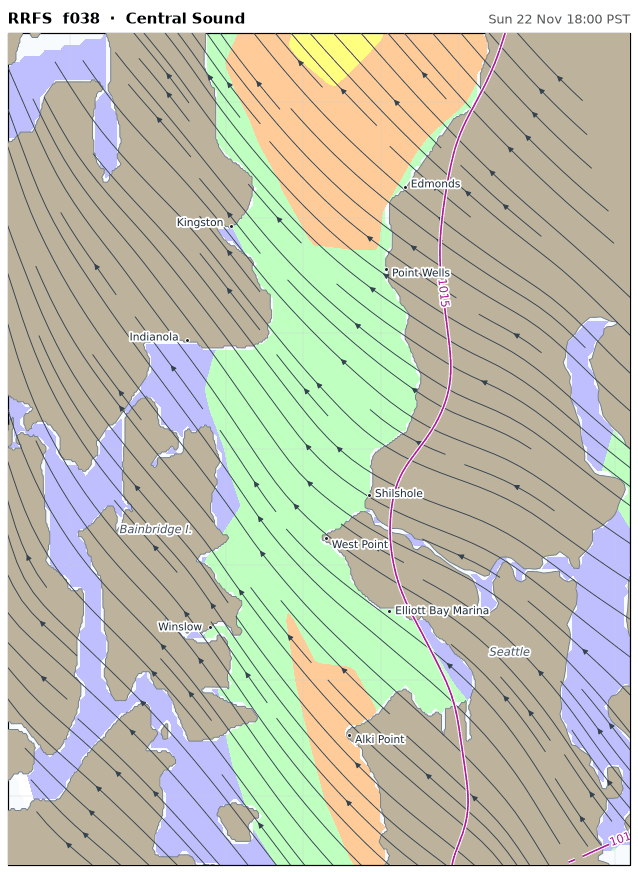 RRFS f038 · Central Sound
Sun 22 Nov 18:00 PST
Edmonds
Kingston
Point Wells
1015
Indianola
Shilshole
Bainbridge I.
West Point
Elliott Bay Marina
Winslow
Seattle
Alki Point